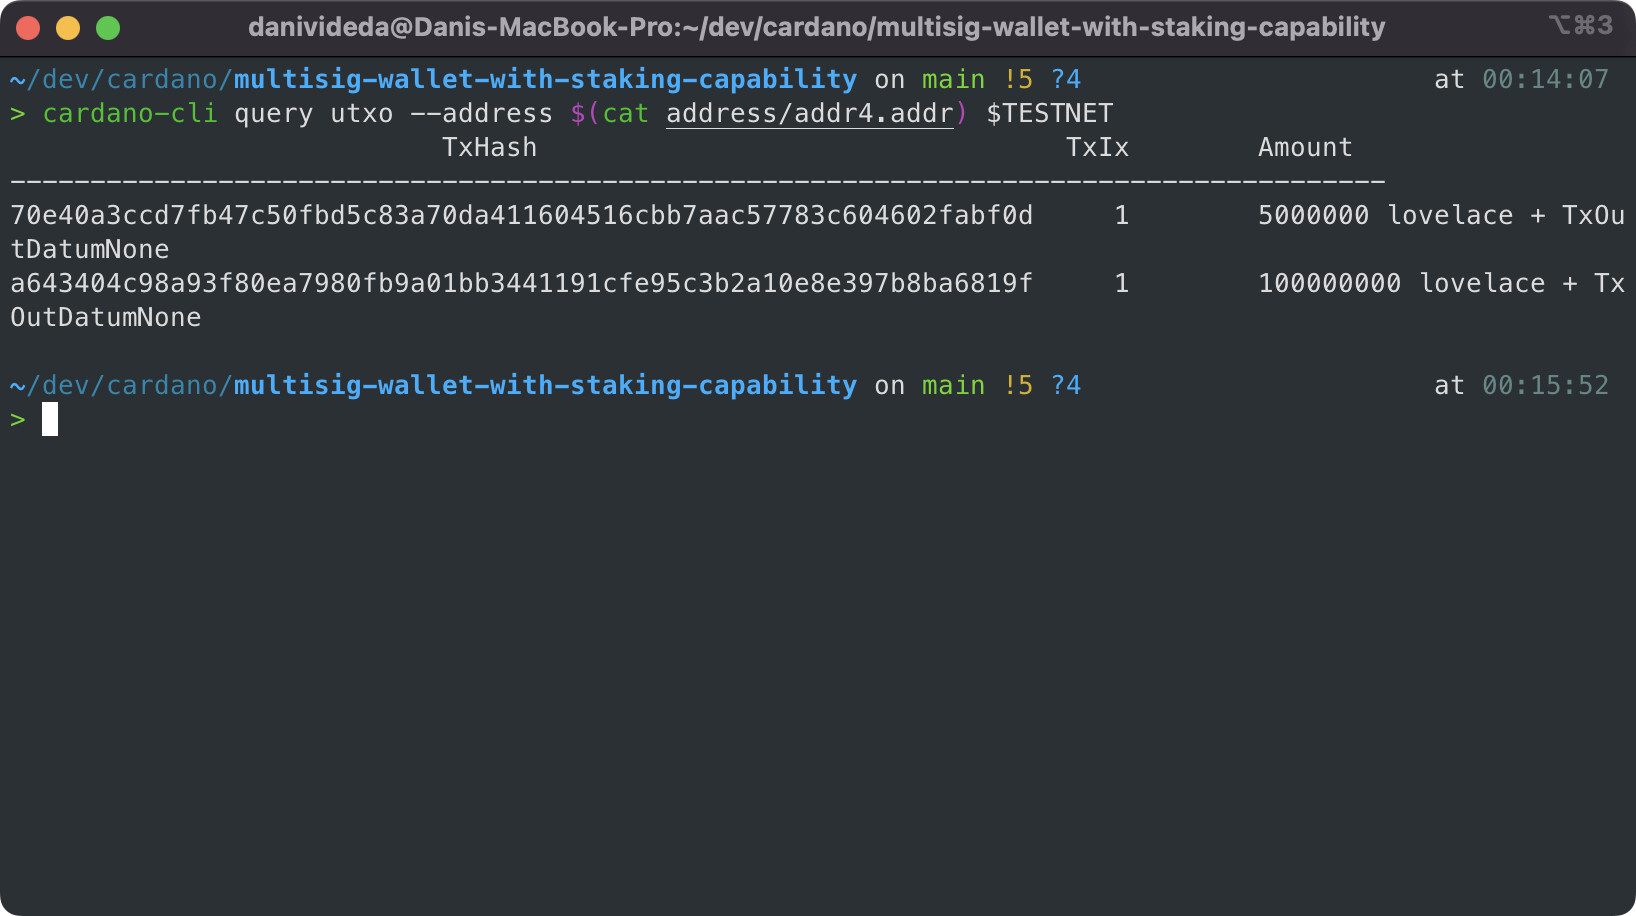 danivideda@Danis-MacBook-Pro:~/dev/cardano/multisig-wallet-with-staking-capability ⌥⌘3
~/dev/cardano/multisig-wallet-with-staking-capability on main !5 ?4 at 00:14:07
> cardano-cli query utxo --address $(cat address/addr4.addr) $TESTNET
TxHash TxIx Amount
--------------------------------------------------------------------------------------
70e40a3ccd7fb47c50fbd5c83a70da411604516cbb7aac57783c604602fabf0d 1 5000000 lovelace + TxOu
tDatumNone
a643404c98a93f80ea7980fb9a01bb3441191cfe95c3b2a10e8e397b8ba6819f 1 100000000 lovelace + Tx
OutDatumNone
~/dev/cardano/multisig-wallet-with-staking-capability on main !5 ?4 at 00:15:52
>